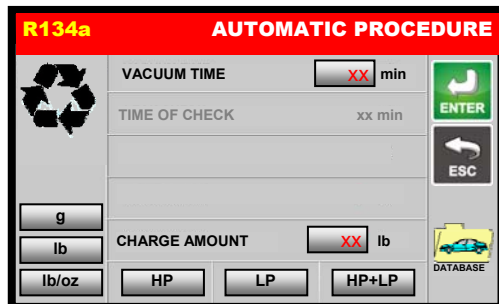 R134a AUTOMATIC PROCEDURE
VACUUM TIME XX min
ENTER
TIME OF CHECK xx min
ESC
g
lb
CHARGE AMOUNT XX lb
DATABASE
lb/oz HP LP HP+LP